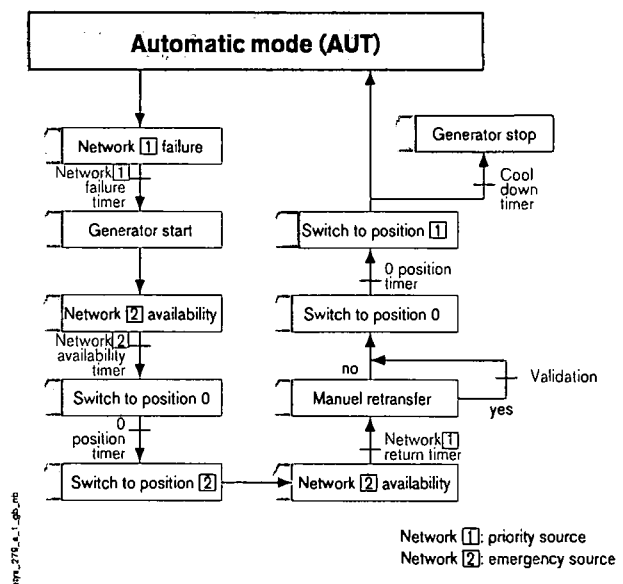 Automatic mode (AUT)
Network 1 failure
Network 1
failure
timer
Generator start
Network 2 availability
Network 2
availability
timer
Switch to position 0
0
position
timer
Switch to position 2
Network 2 availability
Network 1
return timer
Manuel retransfer
no
yes
Validation
Switch to position 0
0 position
timer
Switch to position 1
Cool
down
timer
Generator stop
Network 1: priority source
Network 2: emergency source